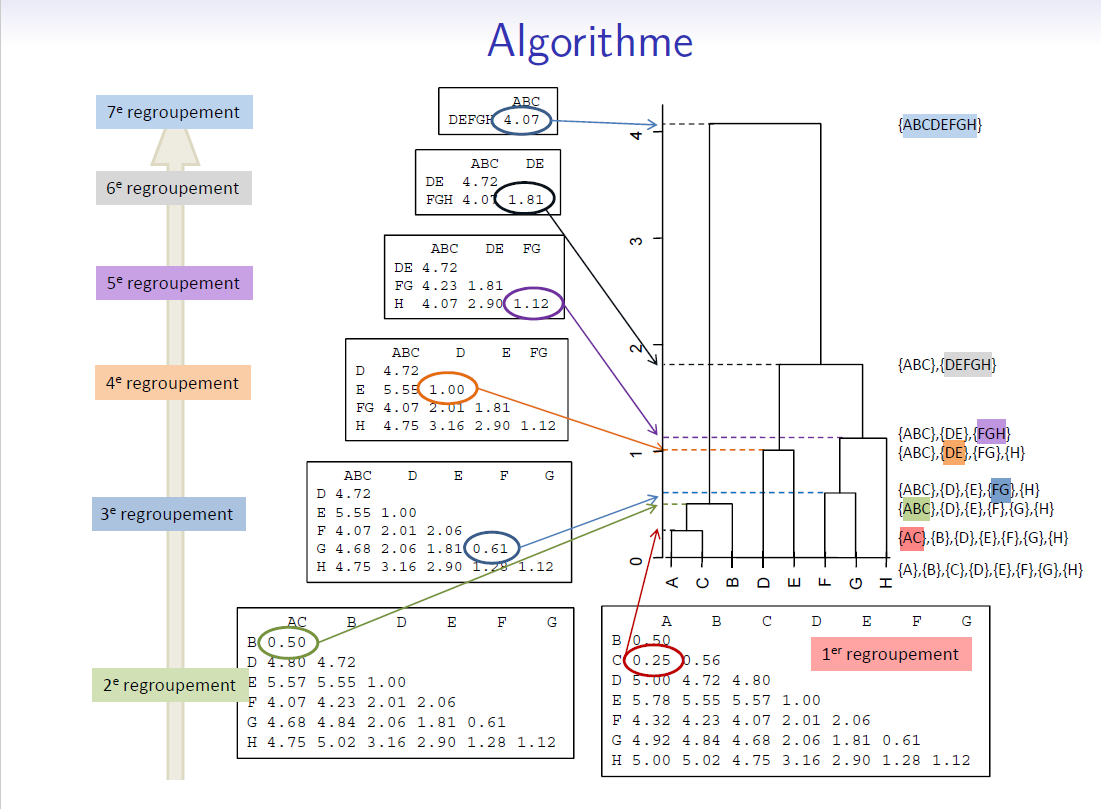 Algorithme
7e regroupement
ABC
DEFGH 4.07
{ABCDEFGH}
6e regroupement
ABC DE
DE 4.72
FGH 4.07 1.81
5e regroupement
ABC DE FG
DE 4.72
FG 4.23 1.81
H 4.07 2.90 1.12
4e regroupement
ABC D E FG
D 4.72
E 5.55 1.00
FG 4.07 2.01 1.81
H 4.75 3.16 2.90 1.12
3e regroupement
ABC D E F G
D 4.72
E 5.55 1.00
F 4.07 2.01 2.06
G 4.68 2.06 1.81 0.61
H 4.75 3.16 2.90 1.28 1.12
4
3
2
1
0
A C B D E F G H
{ABC},{DEFGH}
{ABC},{DE},{FGH}
{ABC},{DE},{FG},{H}
{ABC},{D},{E},{FG},{H}
{ABC},{D},{E},{F},{G},{H}
{AC},{B},{D},{E},{F},{G},{H}
{A},{B},{C},{D},{E},{F},{G},{H}
2e regroupement
AC B D E F G
B 0.50
D 4.80 4.72
E 5.57 5.55 1.00
F 4.07 4.23 2.01 2.06
G 4.68 4.84 2.06 1.81 0.61
H 4.75 5.02 3.16 2.90 1.28 1.12
1er regroupement
A B C D E F G
B 0.50
C 0.25 0.56
D 5.00 4.72 4.80
E 5.78 5.55 5.57 1.00
F 4.32 4.23 4.07 2.01 2.06
G 4.92 4.84 4.68 2.06 1.81 0.61
H 5.00 5.02 4.75 3.16 2.90 1.28 1.12